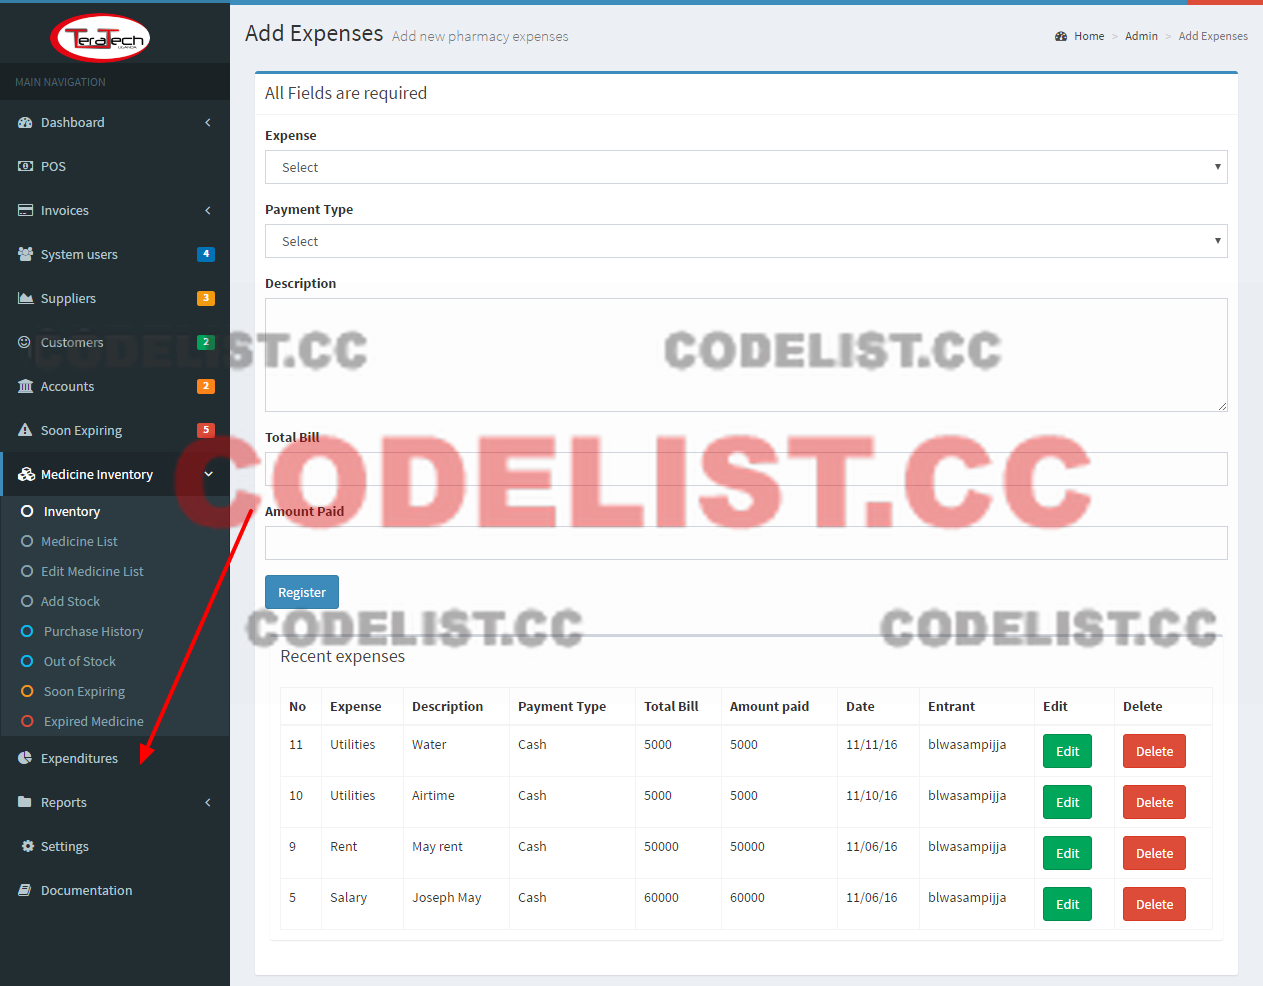 TeraTech
UGANDA
MAIN NAVIGATION
Dashboard
POS
Invoices
System users 4
Suppliers 3
Customers 2
Accounts 2
Soon Expiring 5
Medicine Inventory
Inventory
Medicine List
Edit Medicine List
Add Stock
Purchase History
Out of Stock
Soon Expiring
Expired Medicine
Expenditures
Reports
Settings
Documentation
Add Expenses Add new pharmacy expenses
Home > Admin > Add Expenses
All Fields are required
Expense
Select
Payment Type
Select
Description
CODELIST.CC CODELIST.CC
Total Bill
CODELIST.CC
Amount Paid
Register
CODELIST.CC CODELIST.CC
Recent expenses
No Expense Description Payment Type Total Bill Amount paid Date Entrant Edit Delete
11 Utilities Water Cash 5000 5000 11/11/16 blwasampijja Edit Delete
10 Utilities Airtime Cash 5000 5000 11/10/16 blwasampijja Edit Delete
9 Rent May rent Cash 50000 50000 11/06/16 blwasampijja Edit Delete
5 Salary Joseph May Cash 60000 60000 11/06/16 blwasampijja Edit Delete